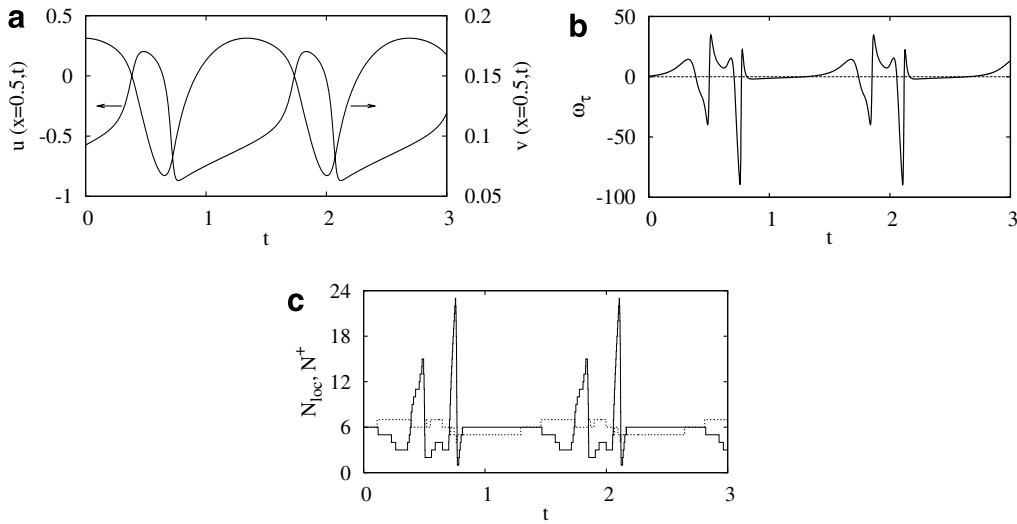 a
0.5
0
-0.5
-1
0.2
0.15
0.1
0.05
0 1 2 3
t
u (x=0.5,t)
v (x=0.5,t)
b
50
0
-50
-100
0 1 2 3
t
ωτ
c
24
18
12
6
0
0 1 2 3
t
N_loc, N^+